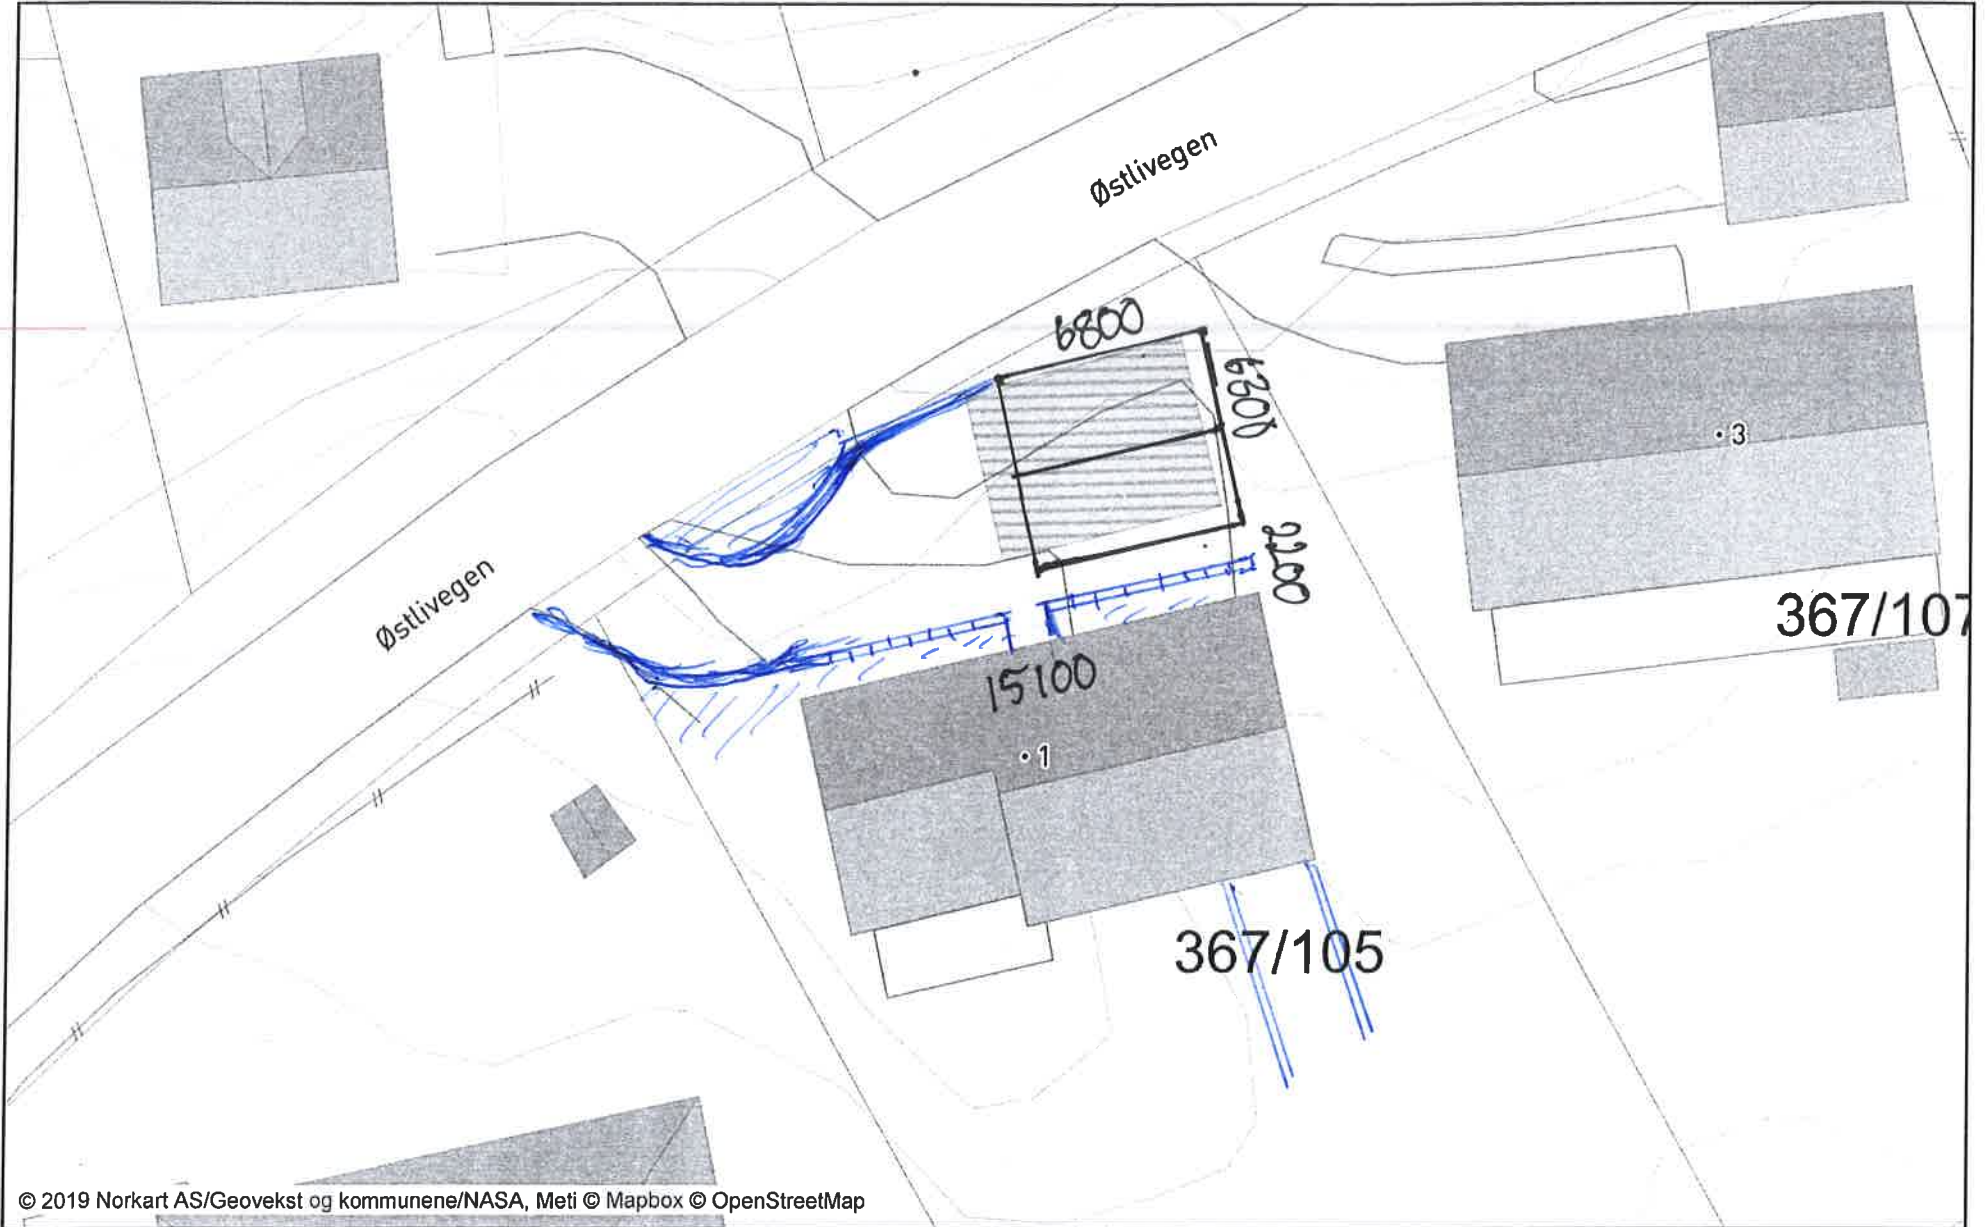 Østlivegen
6800
6300
• 3
Østlivegen
2200
367/107
15100
• 1
367/105
© 2019 Norkart AS/Geovekst og kommunene/NASA, Meti © Mapbox © OpenStreetMap